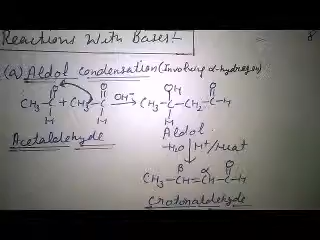 Reactions With Bases!-
(a) Aldol condensation (Involving α-hydrogen)
O O OH O
CH₃-C + CH₃-C OH⁻ → CH₃-C-CH₂-C-H
H H H
Acetaldehyde Aldol
-H₂O H⁺/Heat
β α O
CH₃-CH=CH-C-H
Crotonaldehyde